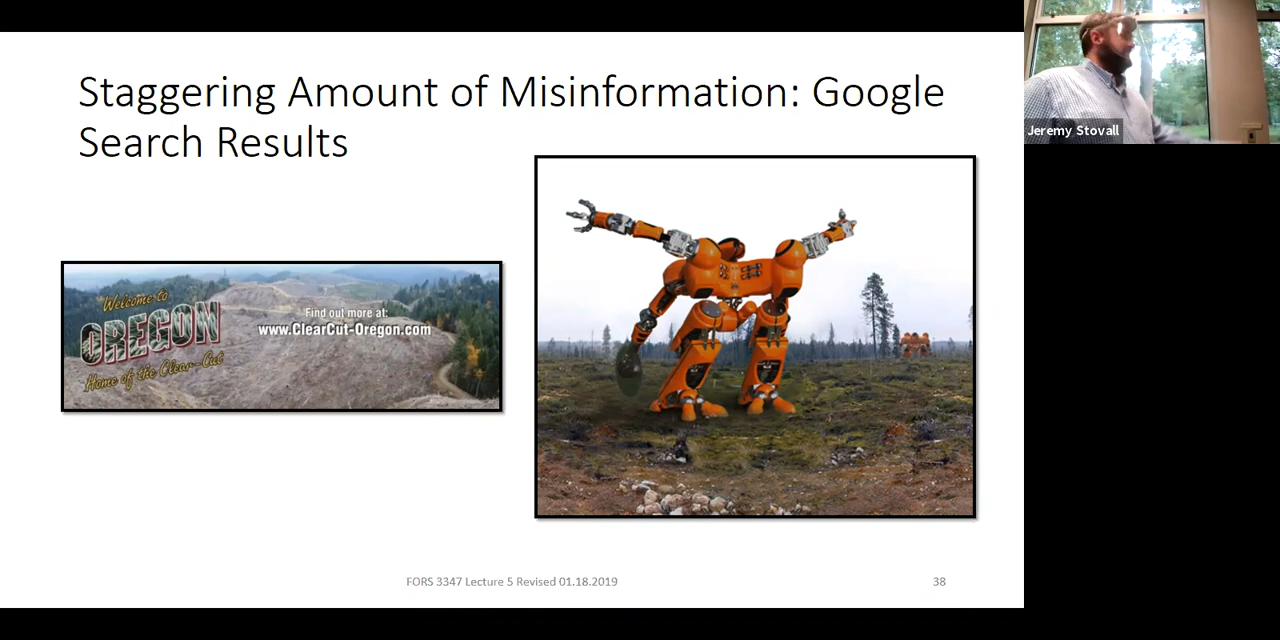 Staggering Amount of Misinformation: Google
Search Results
Welcome to
OREGON
Home of the Clear-Cut
Find out more at:
www.ClearCut-Oregon.com
FORS 3347 Lecture 5 Revised 01.18.2019
38
Jeremy Stovall